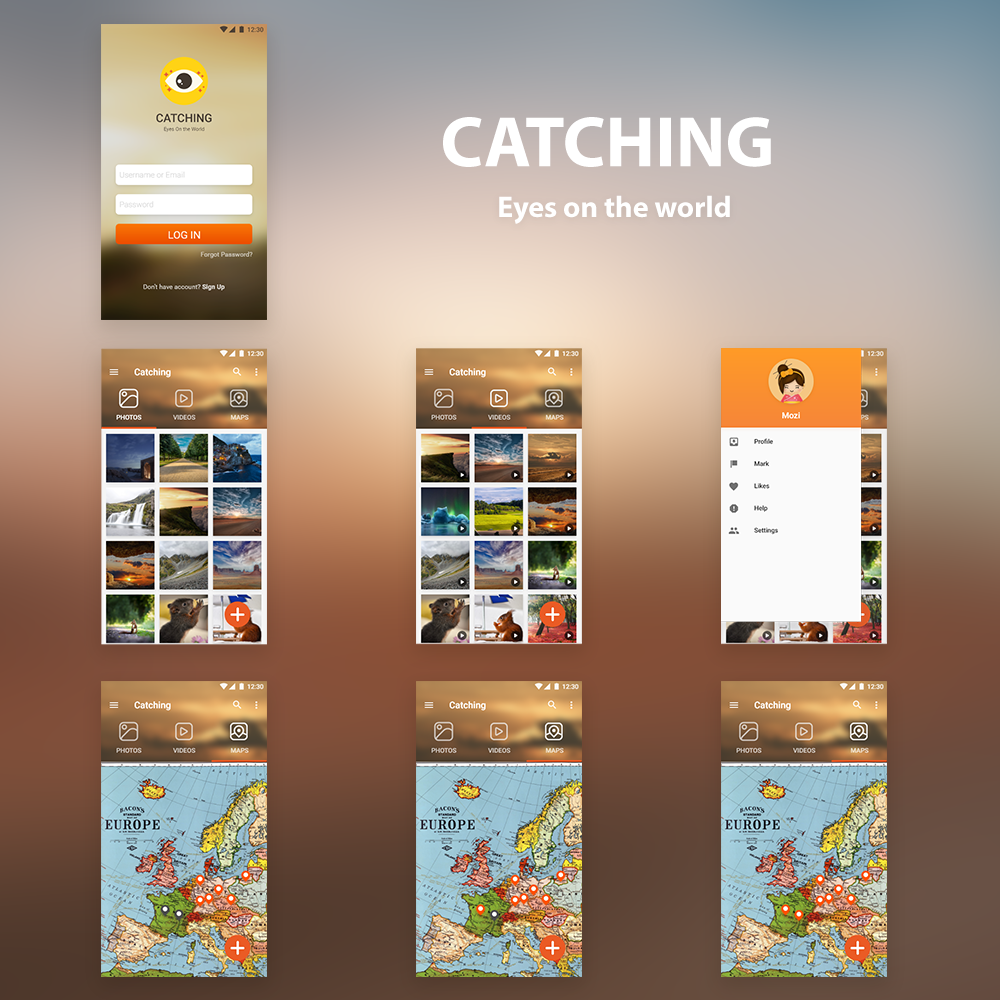 12:30
CATCHING
Eyes On the World
Username or Email
Password
LOG IN
Forgot Password?
Don't have account? Sign Up
CATCHING
Eyes on the world
12:30
Catching
PHOTOS VIDEOS MAPS
12:30
Catching
PHOTOS VIDEOS MAPS
12:30
Mozi
Profile
Mark
Likes
Help
Settings
12:30
Catching
PHOTOS VIDEOS MAPS
BACON'S
STANDARD
EUROPE
12:30
Catching
PHOTOS VIDEOS MAPS
BACON'S
STANDARD
EUROPE
12:30
Catching
PHOTOS VIDEOS MAPS
BACON'S
STANDARD
EUROPE